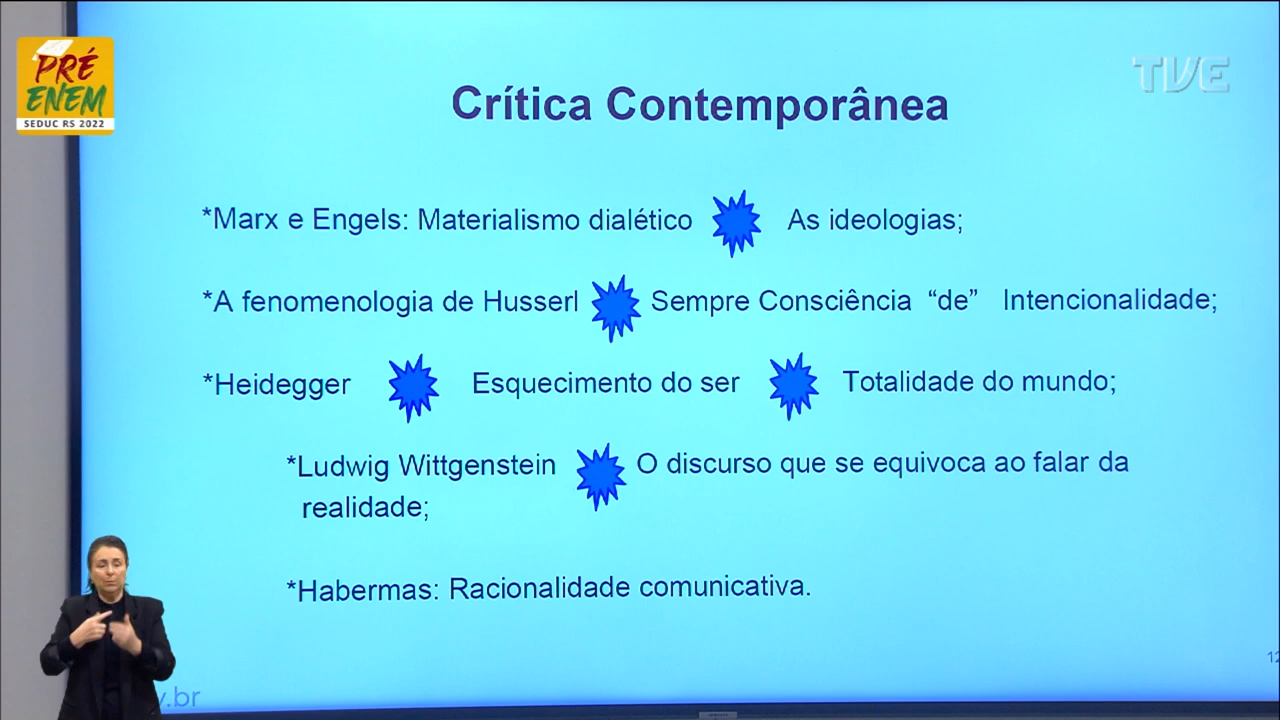 PRÉ
ENEM
SEDUC RS 2022
TVE
Crítica Contemporânea
*Marx e Engels: Materialismo dialético As ideologias;
*A fenomenologia de Husserl Sempre Consciência “de” Intencionalidade;
*Heidegger Esquecimento do ser Totalidade do mundo;
*Ludwig Wittgenstein O discurso que se equivoca ao falar da
realidade;
*Habermas: Racionalidade comunicativa.
12
v.br